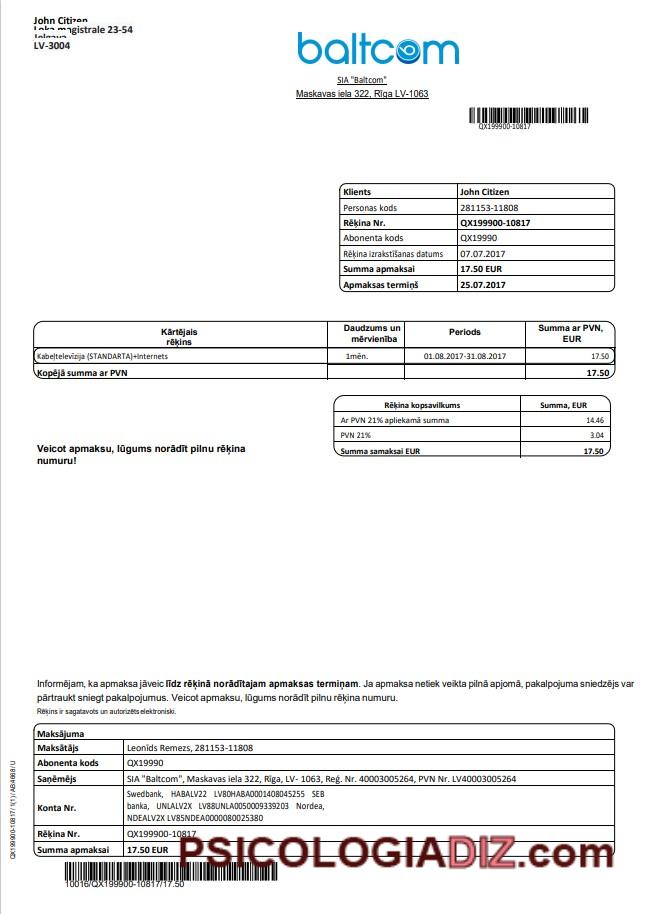 John Citizen
Loka magistrale 23-54
Jelgava
LV-3004
baltcom
SIA "Baltcom"
Maskavas iela 322, Rīga LV-1063
QX199900-10817
Klients John Citizen
Personas kods 281153-11808
Rēķina Nr. QX199900-10817
Abonenta kods QX19990
Rēķina izrakstīšanas datums 07.07.2017
Summa apmaksai 17.50 EUR
Apmaksas termiņš 25.07.2017
Kārtējais rēķins Daudzums un mērvienība Periods Summa ar PVN, EUR
Kabeļtelevīzija (STANDARTA)+Internets 1mēn. 01.08.2017-31.08.2017 17.50
Kopējā summa ar PVN 17.50
Rēķina kopsavilkums Summa, EUR
Ar PVN 21% apliekamā summa 14.46
PVN 21% 3.04
Summa samaksai EUR 17.50
Veicot apmaksu, lūgums norādīt pilnu rēķina
numuru!
Informējam, ka apmaksa jāveic līdz rēķinā norādītajam apmaksas termiņam. Ja apmaksa netiek veikta pilnā apjomā, pakalpojuma sniedzējs var
pārtraukt sniegt pakalpojumus. Veicot apmaksu, lūgums norādīt pilnu rēķina numuru.
Rēķins ir sagatavots un autorizēts elektroniski.
Maksājuma
Maksātājs Leonīds Remezs, 281153-11808
Abonenta kods QX19990
Saņēmējs SIA "Baltcom", Maskavas iela 322, Rīga, LV- 1063, Reģ. Nr. 40003005264, PVN Nr. LV40003005264
Konta Nr. Swedbank, HABALV22 LV80HABA0001408045255 SEB
banka, UNLALV2X LV88UNLA0050009339203 Nordea,
NDEALV2X LV85NDEA0000080025380
Rēķina Nr. QX199900-10817
Summa apmaksai 17.50 EUR
PSICOLOGIADIZ.com
10016/QX199900-10817/17.50
QX199900-10817/ 1(1) / AB4668 / U